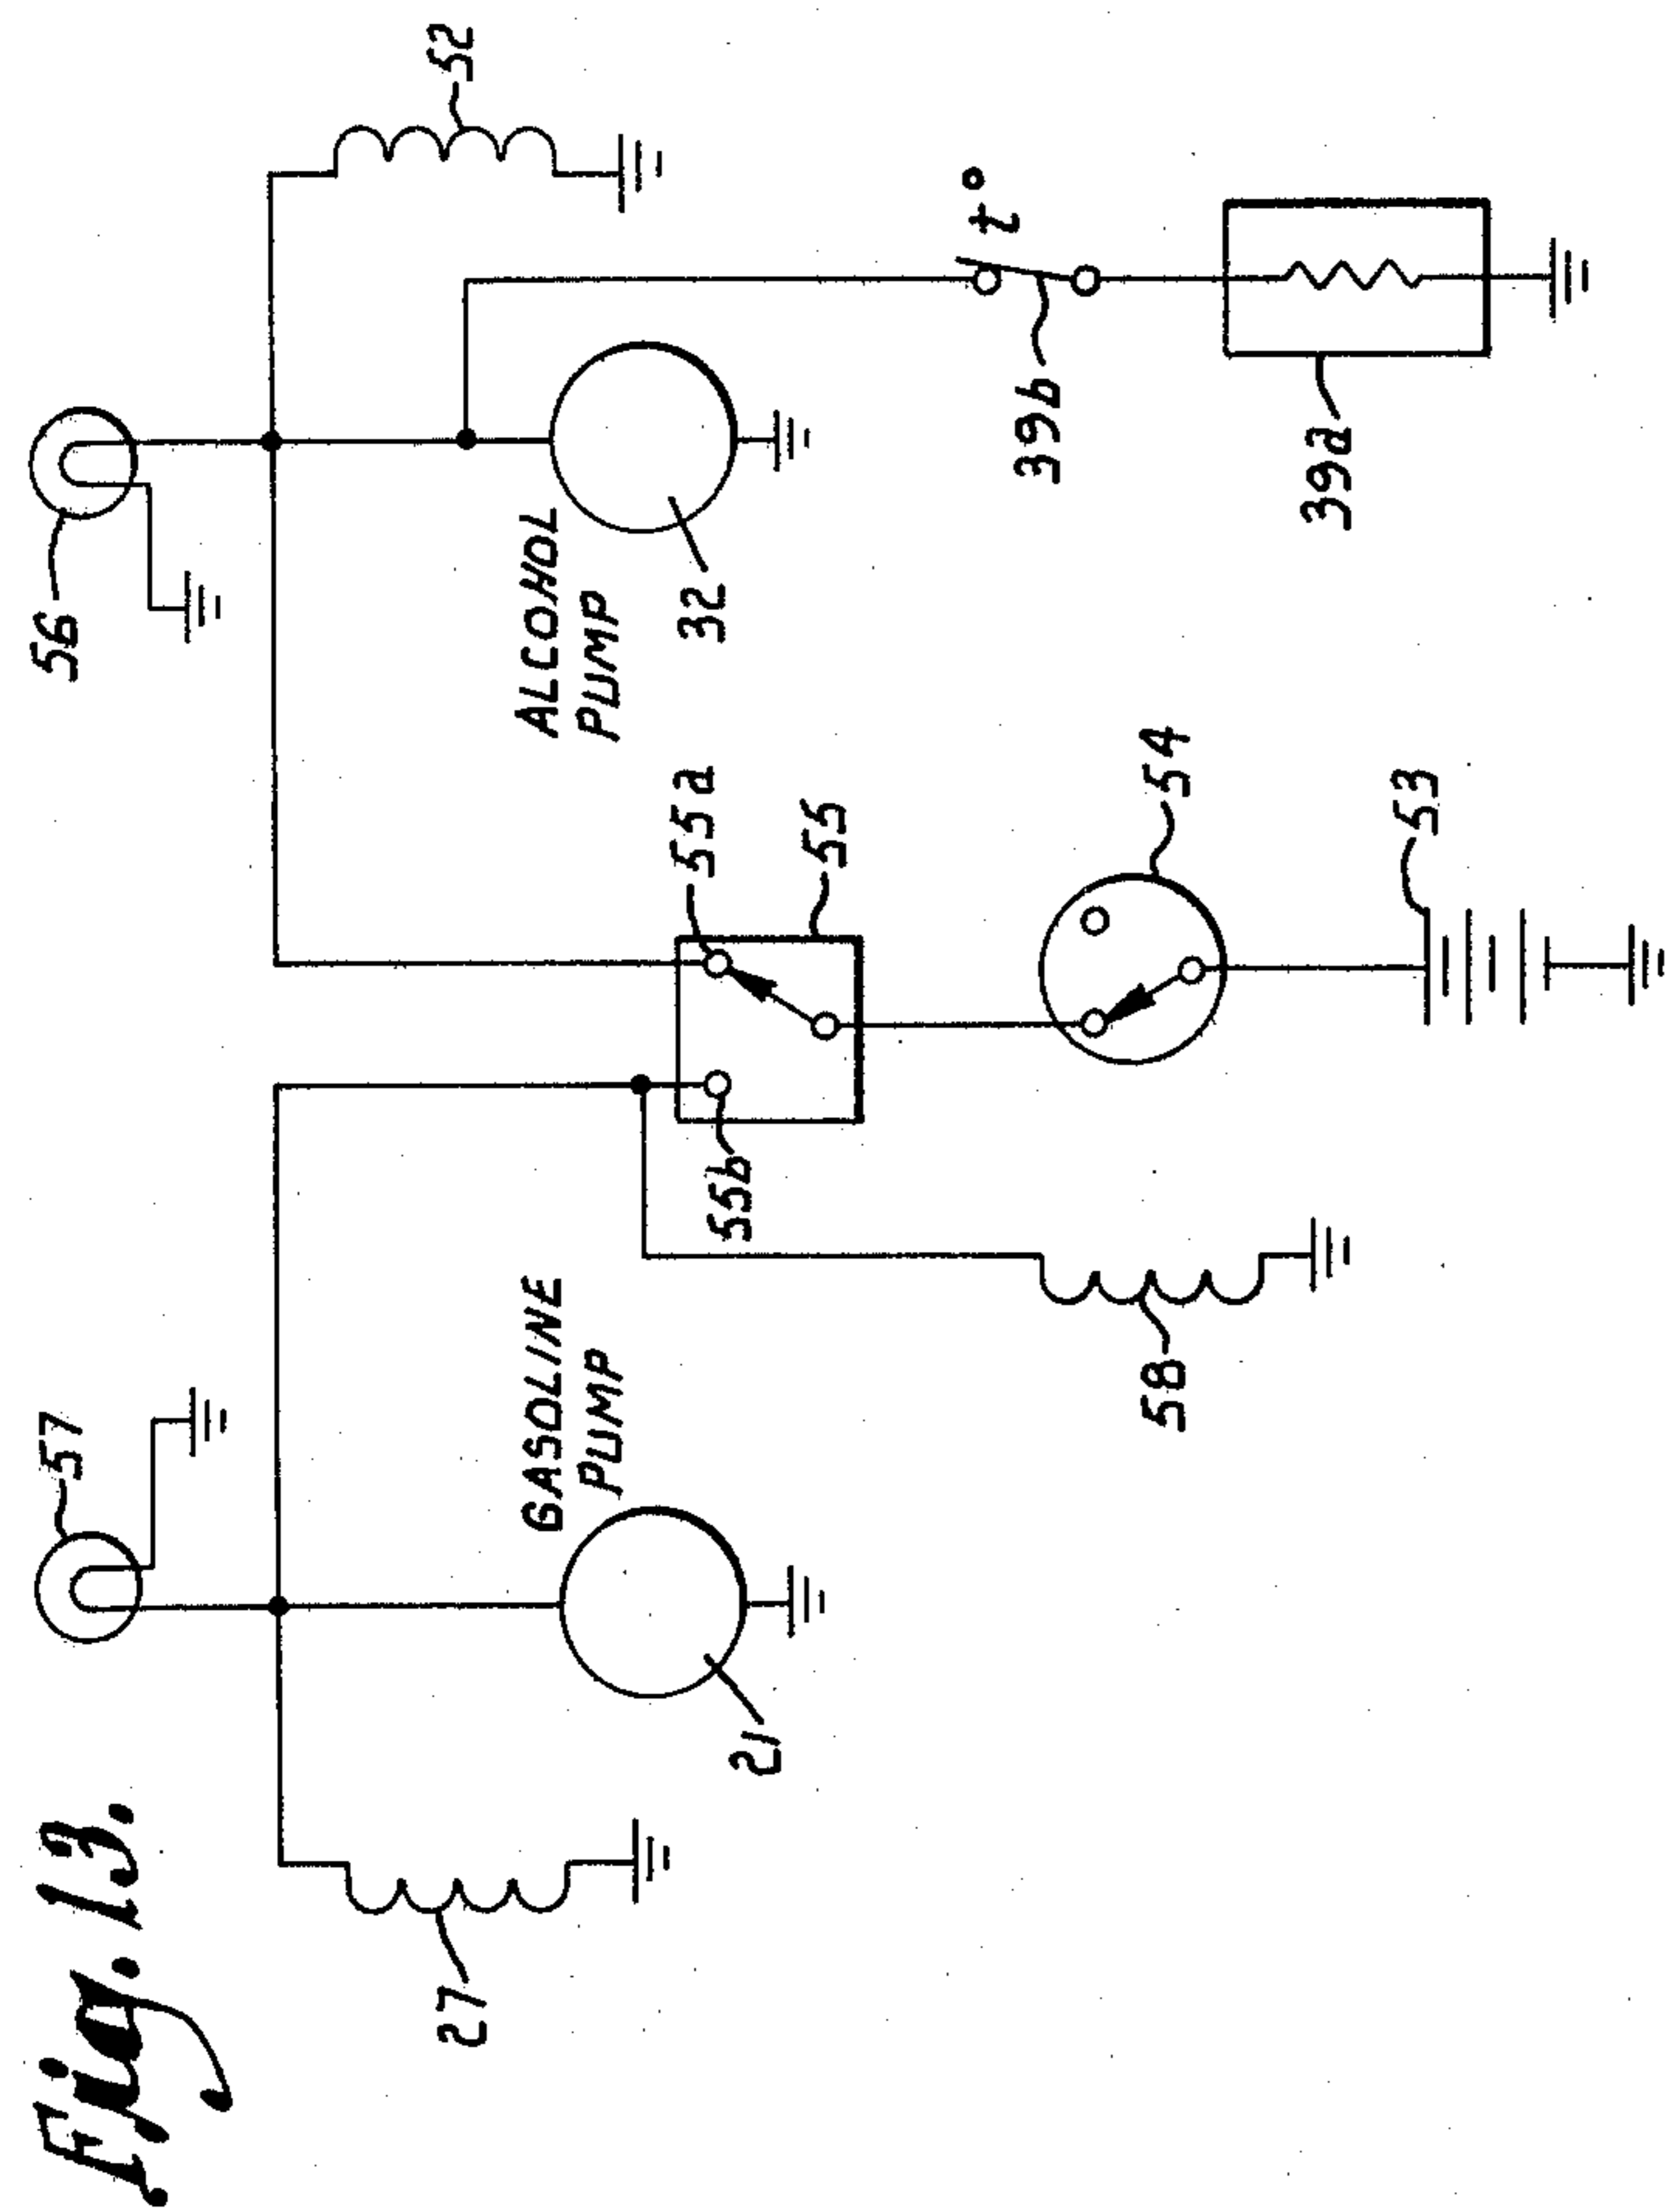 Fig. 13.
57
56
27
21
GASOLINE
PUMP
58
55b
55a
55
54
53
ALCOHOL
PUMP
32
52
39b
t°
39a